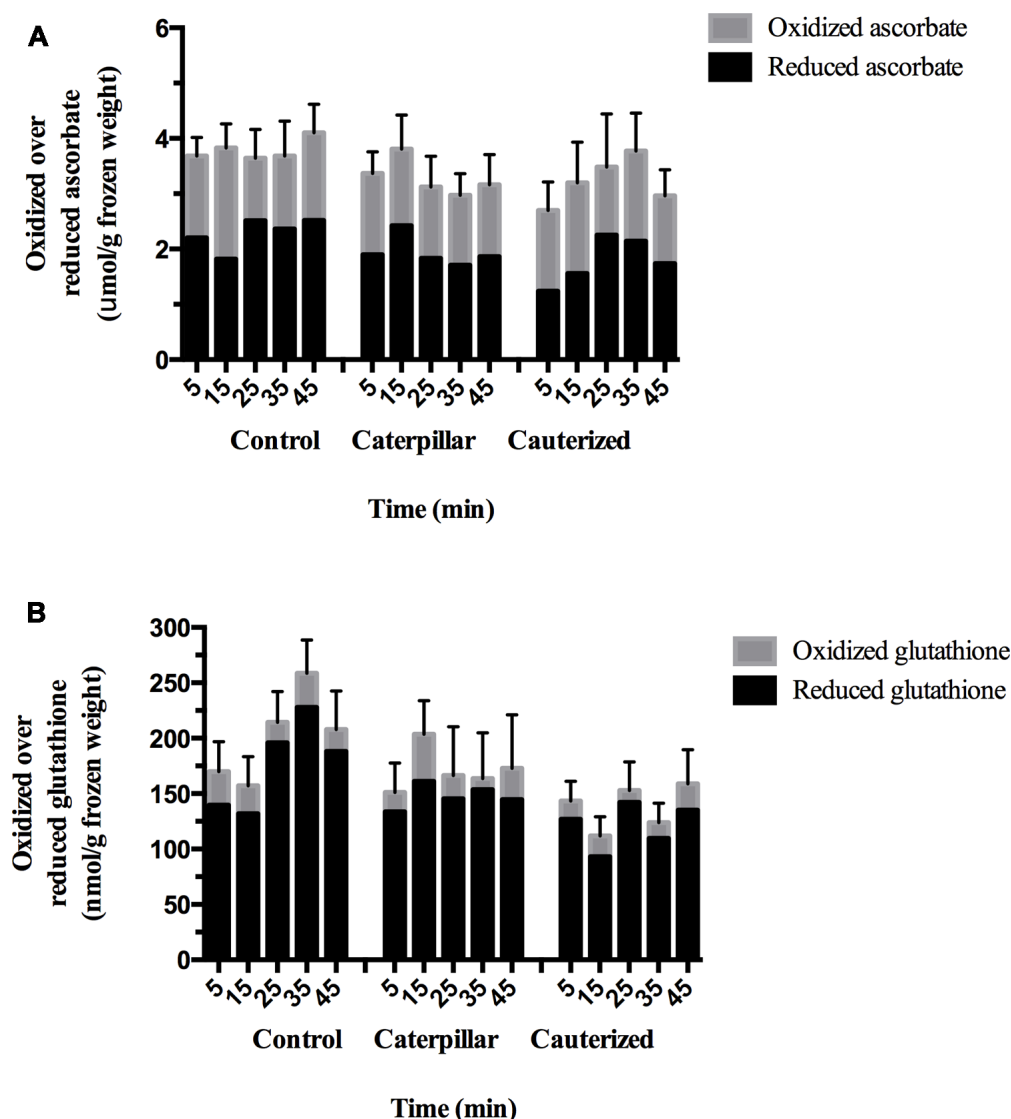 A
Oxidized ascorbate
Reduced ascorbate
Oxidized over
reduced ascorbate
(umol/g frozen weight)
6
4
2
0
5 15 25 35 45 5 15 25 35 45 5 15 25 35 45
Control Caterpillar Cauterized
Time (min)
B
Oxidized glutathione
Reduced glutathione
Oxidized over
reduced glutathione
(nmol/g frozen weight)
300
250
200
150
100
50
0
5 15 25 35 45 5 15 25 35 45 5 15 25 35 45
Control Caterpillar Cauterized
Time (min)